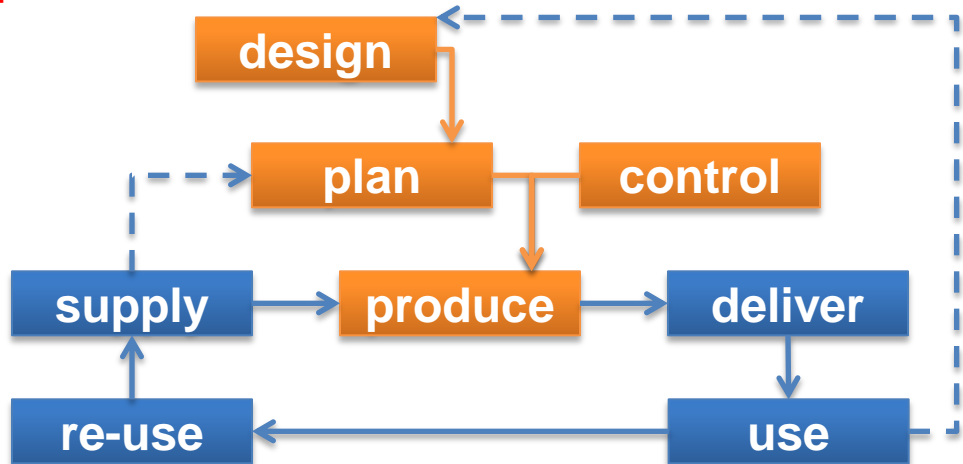 design
plan
control
supply
produce
deliver
re-use
use